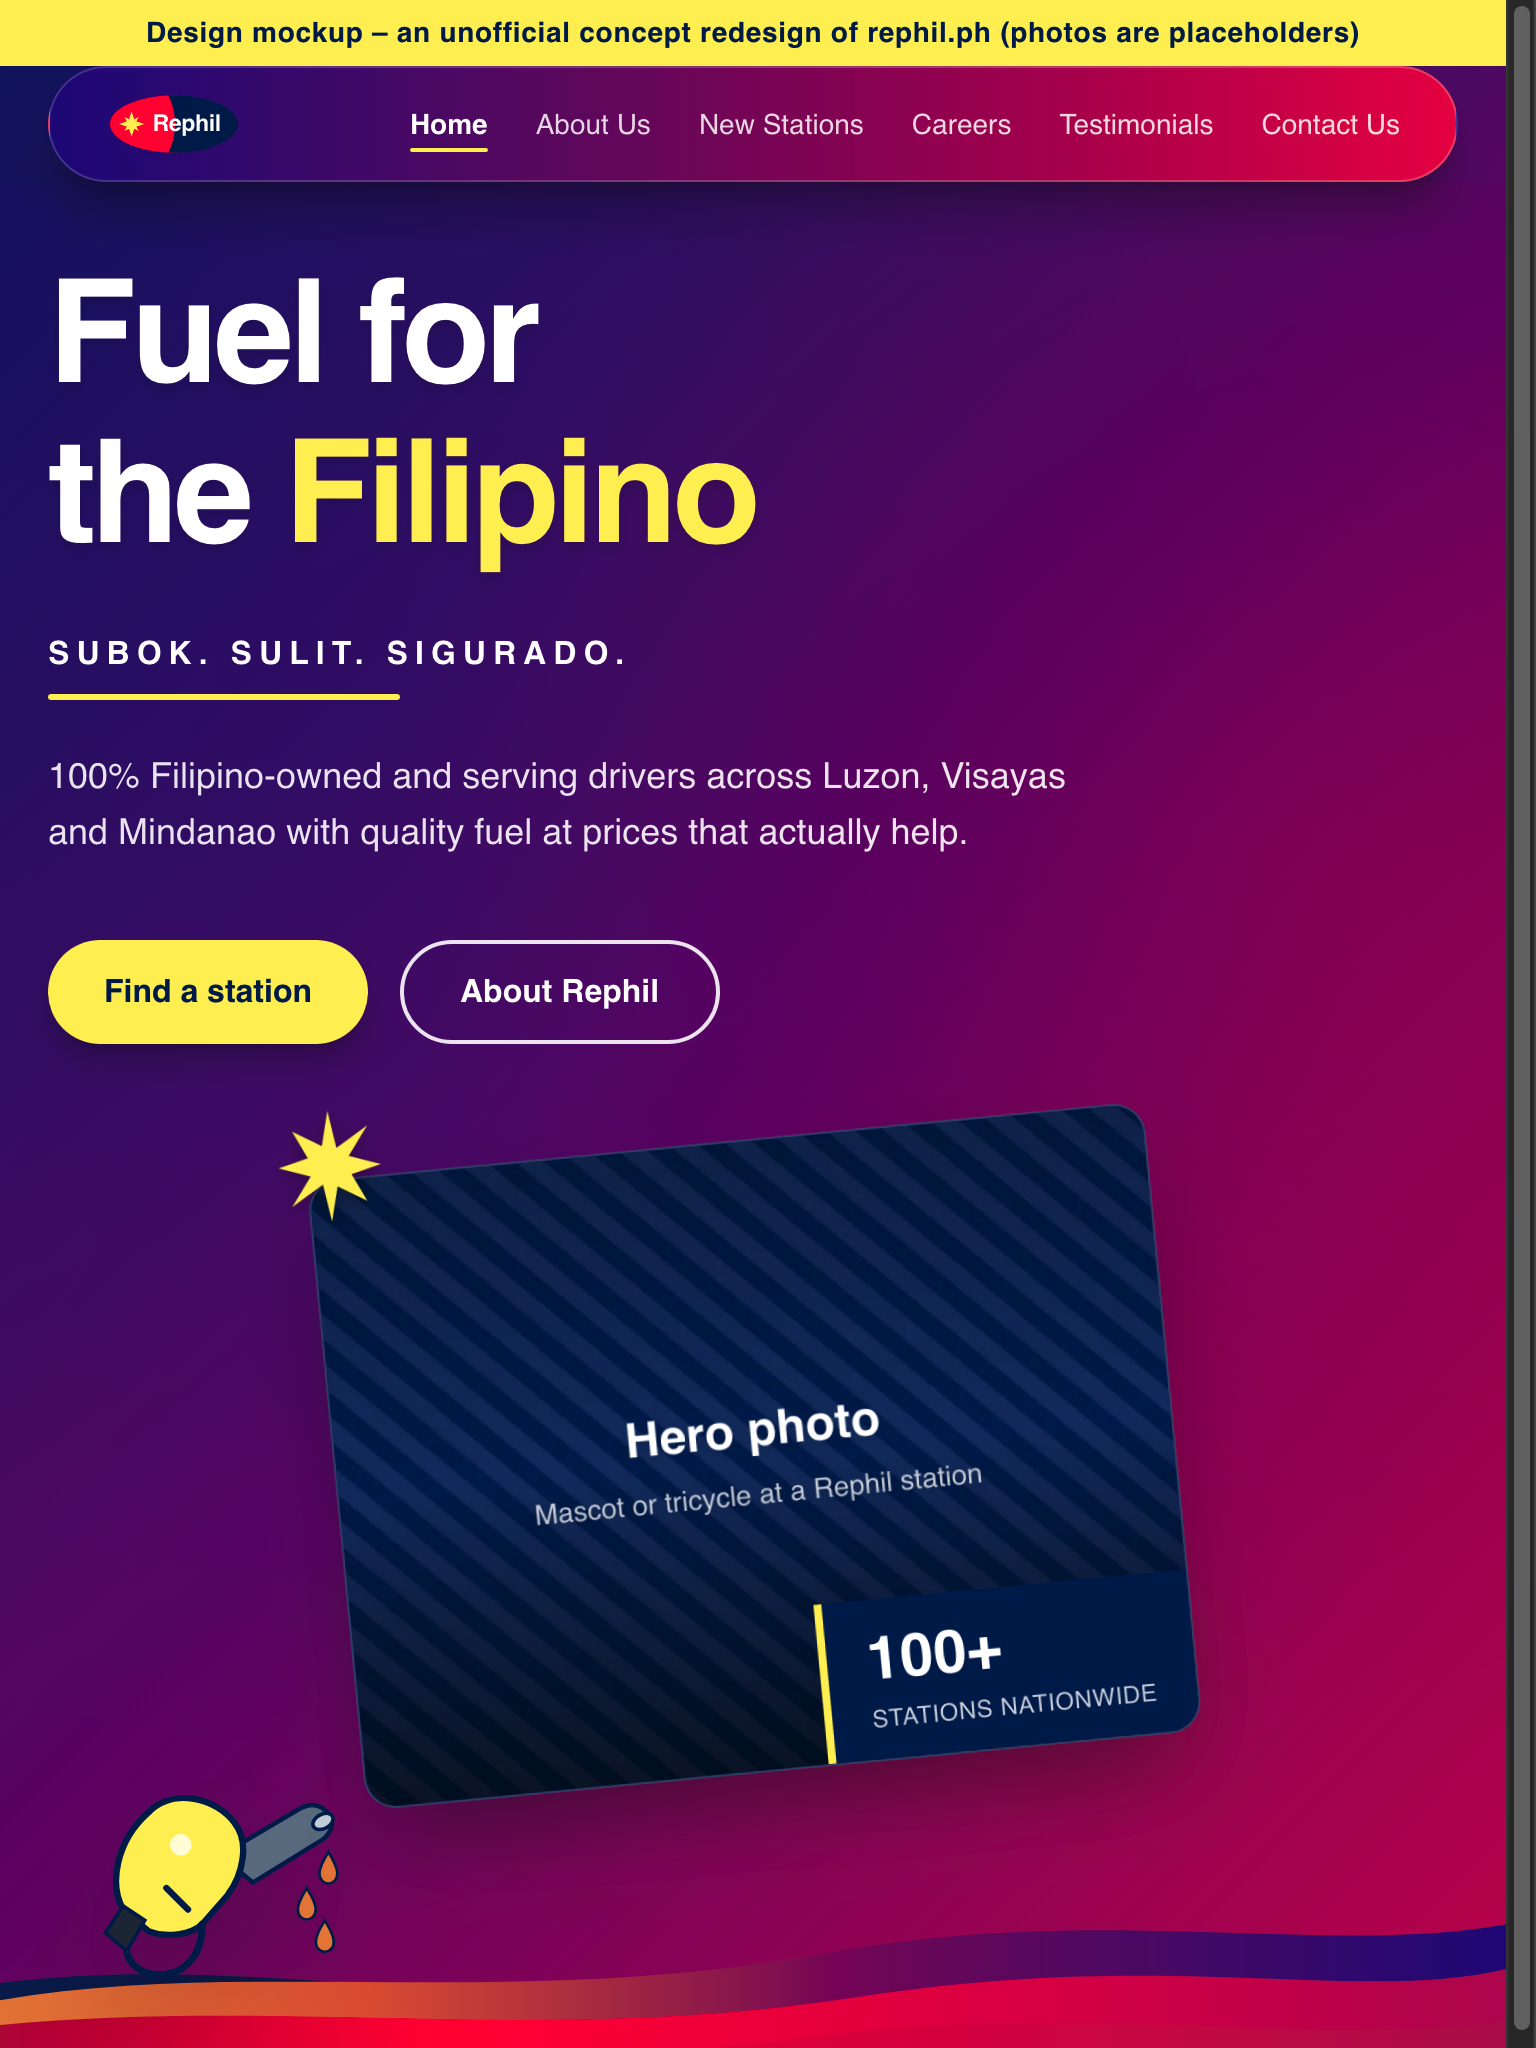 Design mockup – an unofficial concept redesign of rephil.ph (photos are placeholders)
Rephil
Home
About Us
New Stations
Careers
Testimonials
Contact Us
Fuel for
the Filipino
SUBOK. SULIT. SIGURADO.
100% Filipino-owned and serving drivers across Luzon, Visayas
and Mindanao with quality fuel at prices that actually help.
Find a station
About Rephil
Hero photo
Mascot or tricycle at a Rephil station
100+
STATIONS NATIONWIDE